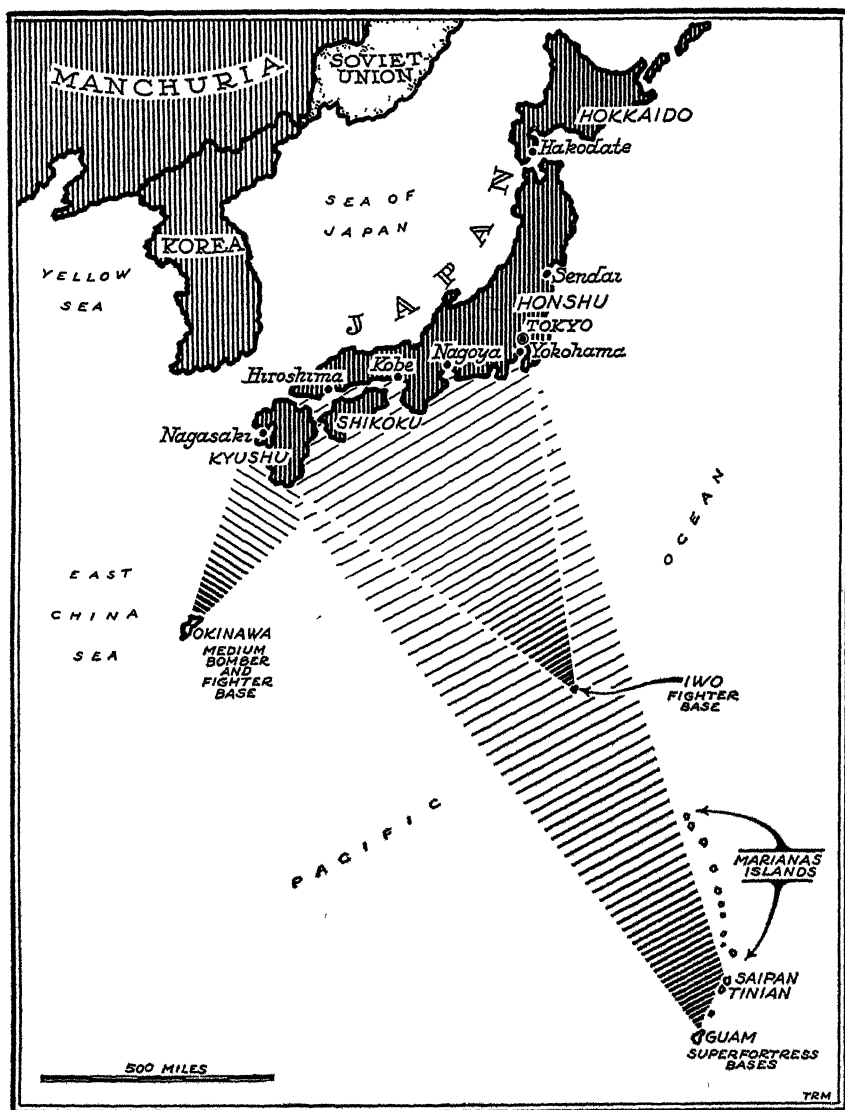 MANCHURIA
SOVIET
UNION
HOKKAIDO
Hakodate
SEA OF
JAPAN
KOREA
YELLOW
SEA
JAPAN
Sendai
HONSHU
TOKYO
Yokohama
Nagoya
Kobe
Hiroshima
SHIKOKU
Nagasaki
KYUSHU
OCEAN
EAST
CHINA
SEA
OKINAWA
MEDIUM
BOMBER
AND
FIGHTER
BASE
IWO
FIGHTER
BASE
PACIFIC
MARIANAS
ISLANDS
SAIPAN
TINIAN
GUAM
SUPERFORTRESS
BASES
500 MILES
TRM